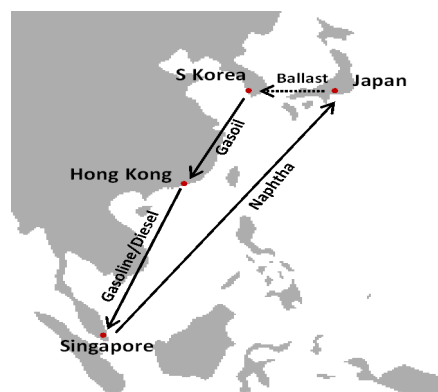 S Korea
Ballast
Japan
Gasoil
Hong Kong
Naphtha
Gasoline/Diesel
Singapore